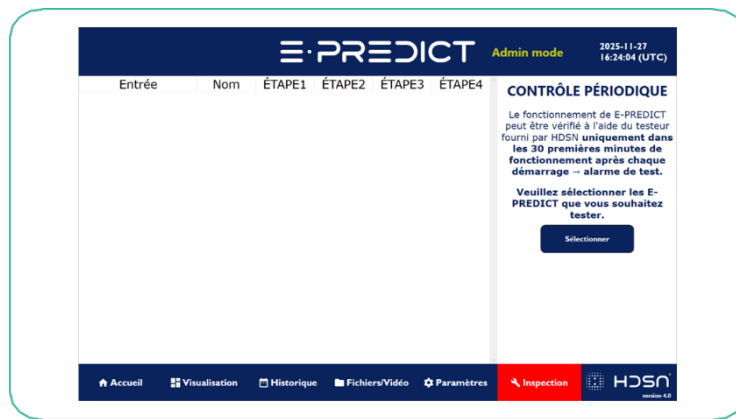 E·PREDICT
Admin mode
2025-11-27
16:24:04 (UTC)
Entrée Nom ÉTAPE1 ÉTAPE2 ÉTAPE3 ÉTAPE4
CONTRÔLE PÉRIODIQUE
Le fonctionnement de E-PREDICT
peut être vérifié à l'aide du testeur
fourni par HDSN uniquement dans
les 30 premières minutes de
fonctionnement après chaque
démarrage → alarme de test.
Veuillez sélectionner les E-
PREDICT que vous souhaitez
tester.
Sélectionner
Accueil Visualisation Historique Fichiers/Vidéo Paramètres Inspection HDSN
version 4.0